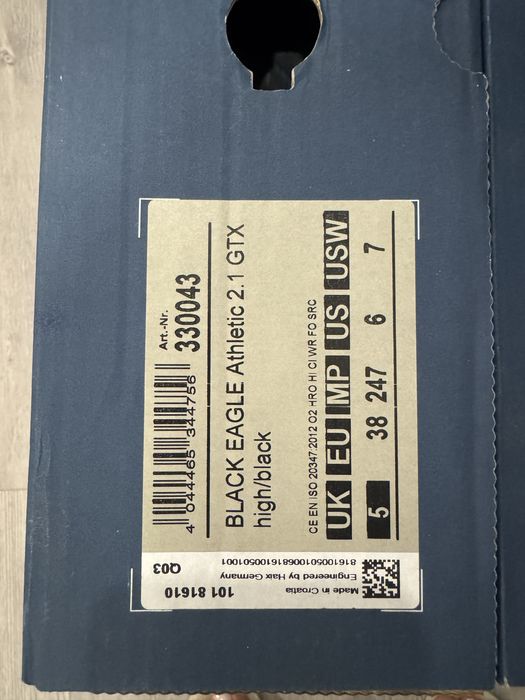 Art.-Nr.
330043
4 044465 344756
BLACK EAGLE Athletic 2.1 GTX
high/black
CE EN ISO 20347:2012 O2 HRO HI CI WR FO SRC
UK EU MP US USW
5 38 247 6 7
101 81610
Q03
Made in Croatia
Engineered by Haix Germany
816100501006816100501001